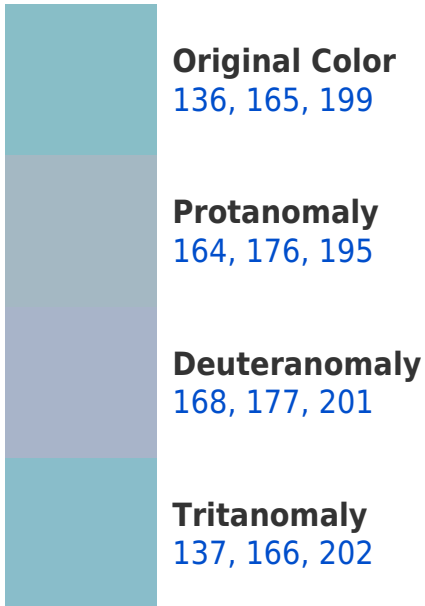 Original Color
136, 165, 199
Protanomaly
164, 176, 195
Deuteranomaly
168, 177, 201
Tritanomaly
137, 166, 202